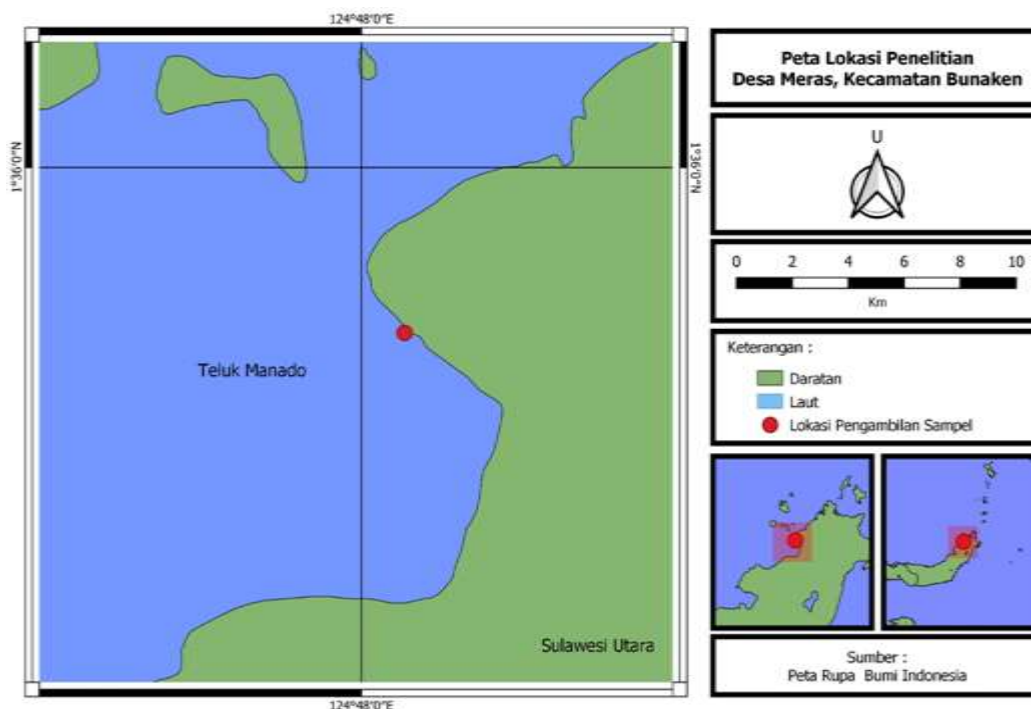 124°48'0"E
1°36'0"N
1°36'0"N
Teluk Manado
Sulawesi Utara
124°48'0"E
Peta Lokasi Penelitian
Desa Meras, Kecamatan Bunaken
U
0 2 4 6 8 10
Km
Keterangan :
Daratan
Laut
Lokasi Pengambilan Sampel
Sumber :
Peta Rupa Bumi Indonesia